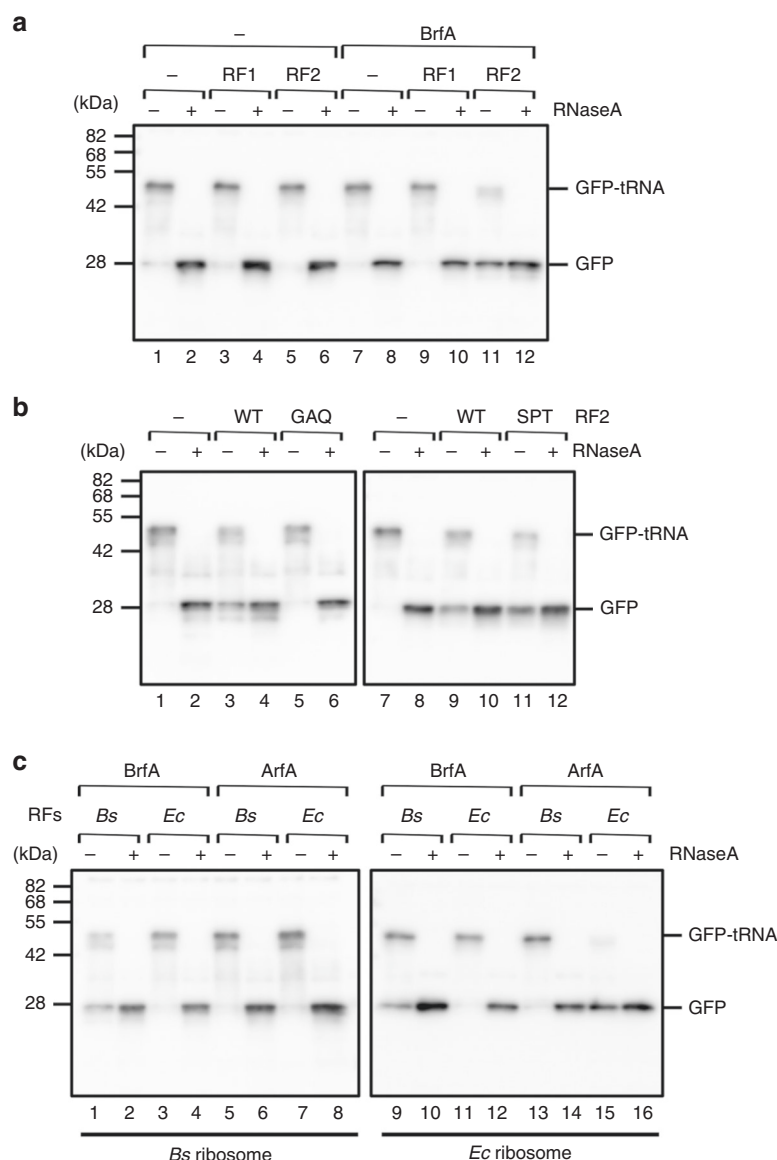 a
– BrfA
– RF1 RF2 – RF1 RF2
(kDa) – + – + – + – + – + – + RNaseA
82
68
55
GFP-tRNA
42
28 GFP
1 2 3 4 5 6 7 8 9 10 11 12
b
– WT GAQ – WT SPT RF2
(kDa) – + – + – + – + – + – + RNaseA
82
68
55
GFP-tRNA
42
28 GFP
1 2 3 4 5 6 7 8 9 10 11 12
c
BrfA ArfA BrfA ArfA
RFs Bs Ec Bs Ec Bs Ec Bs Ec
(kDa) – + – + – + – + – + – + – + – + RNaseA
82
68
55
GFP-tRNA
42
28 GFP
1 2 3 4 5 6 7 8 9 10 11 12 13 14 15 16
Bs ribosome Ec ribosome